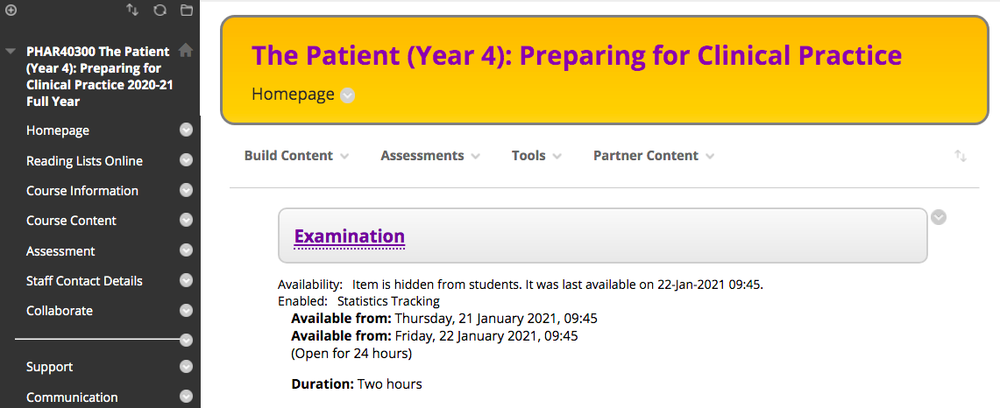 PHAR40300 The Patient
(Year 4): Preparing for
Clinical Practice 2020-21
Full Year
Homepage
Reading Lists Online
Course Information
Course Content
Assessment
Staff Contact Details
Collaborate
Support
Communication
The Patient (Year 4): Preparing for Clinical Practice
Homepage
Build Content Assessments Tools Partner Content
Examination
Availability: Item is hidden from students. It was last available on 22-Jan-2021 09:45.
Enabled: Statistics Tracking
Available from: Thursday, 21 January 2021, 09:45
Available from: Friday, 22 January 2021, 09:45
(Open for 24 hours)
Duration: Two hours